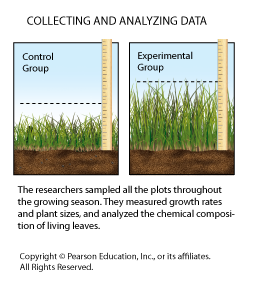 COLLECTING AND ANALYZING DATA
Control
Group
Experimental
Group
The researchers sampled all the plots throughout
the growing season. They measured growth rates
and plant sizes, and analyzed the chemical composi-
tion of living leaves.
Copyright © Pearson Education, Inc., or its affiliates.
All Rights Reserved.